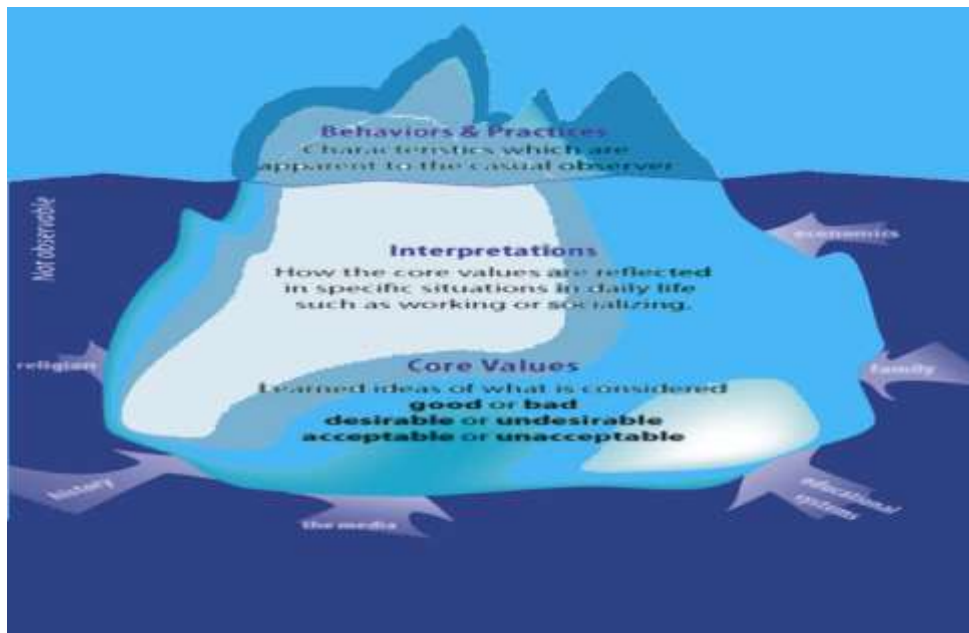 Behaviors & Practices
Characteristics which are
apparent to the casual observer
Not observable
economics
Interpretations
How the core values are reflected
in specific situations in daily life
such as working or socializing.
religion
family
Core Values
Learned ideas of what is considered
good or bad
desirable or undesirable
acceptable or unacceptable
history
the media
educational
systems